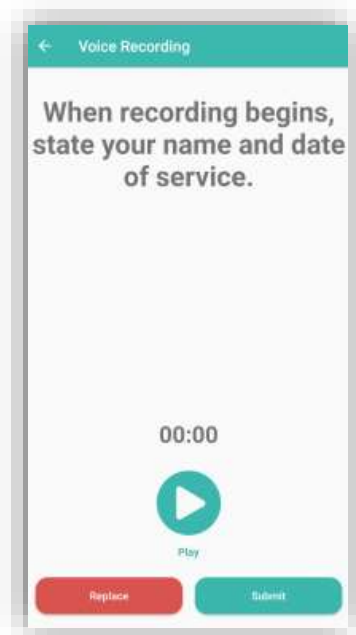 Voice Recording
When recording begins,
state your name and date
of service.
00:00
Play
Replace
Submit